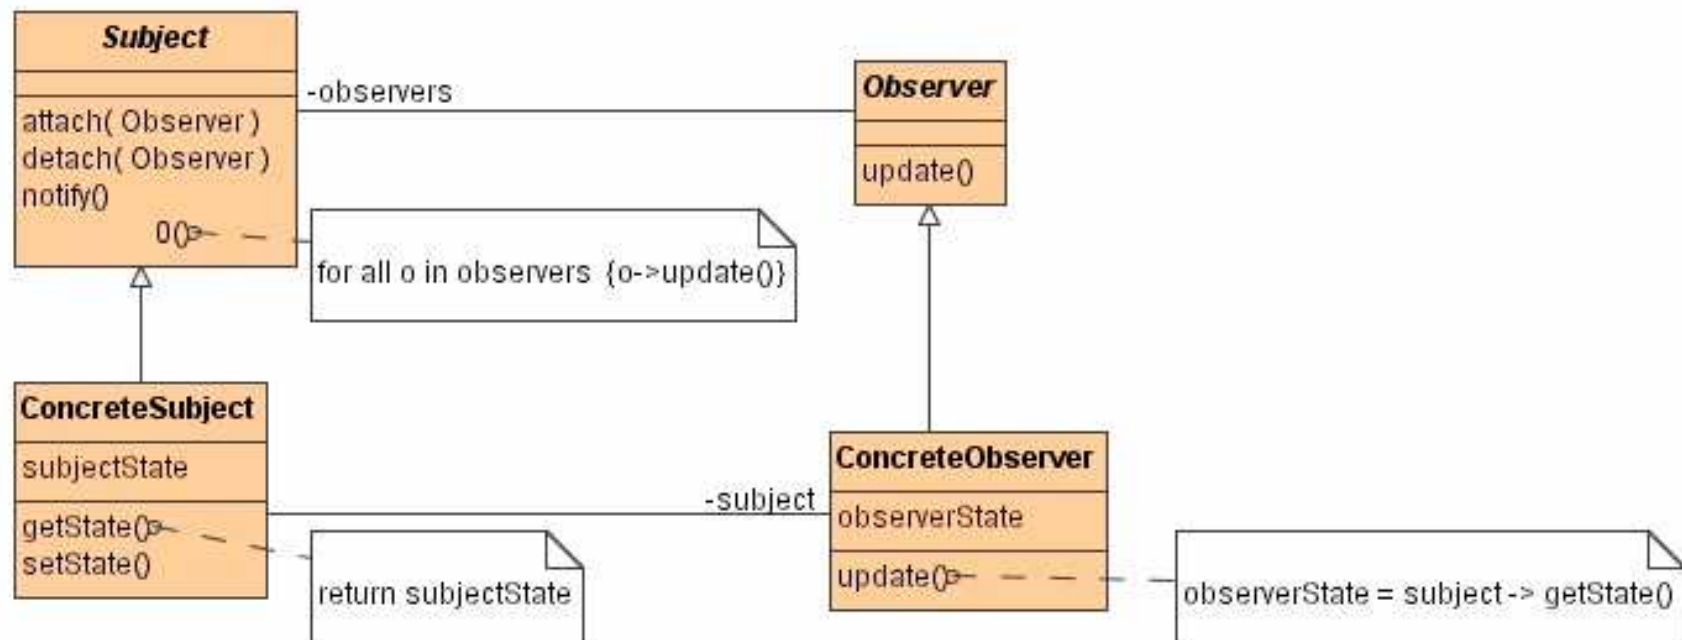 Subject
attach( Observer )
detach( Observer )
notify()
0()
-observers
Observer
update()
for all o in observers {o->update()}
ConcreteSubject
subjectState
getState()
setState()
-subject
return subjectState
ConcreteObserver
observerState
update()
observerState = subject -> getState()